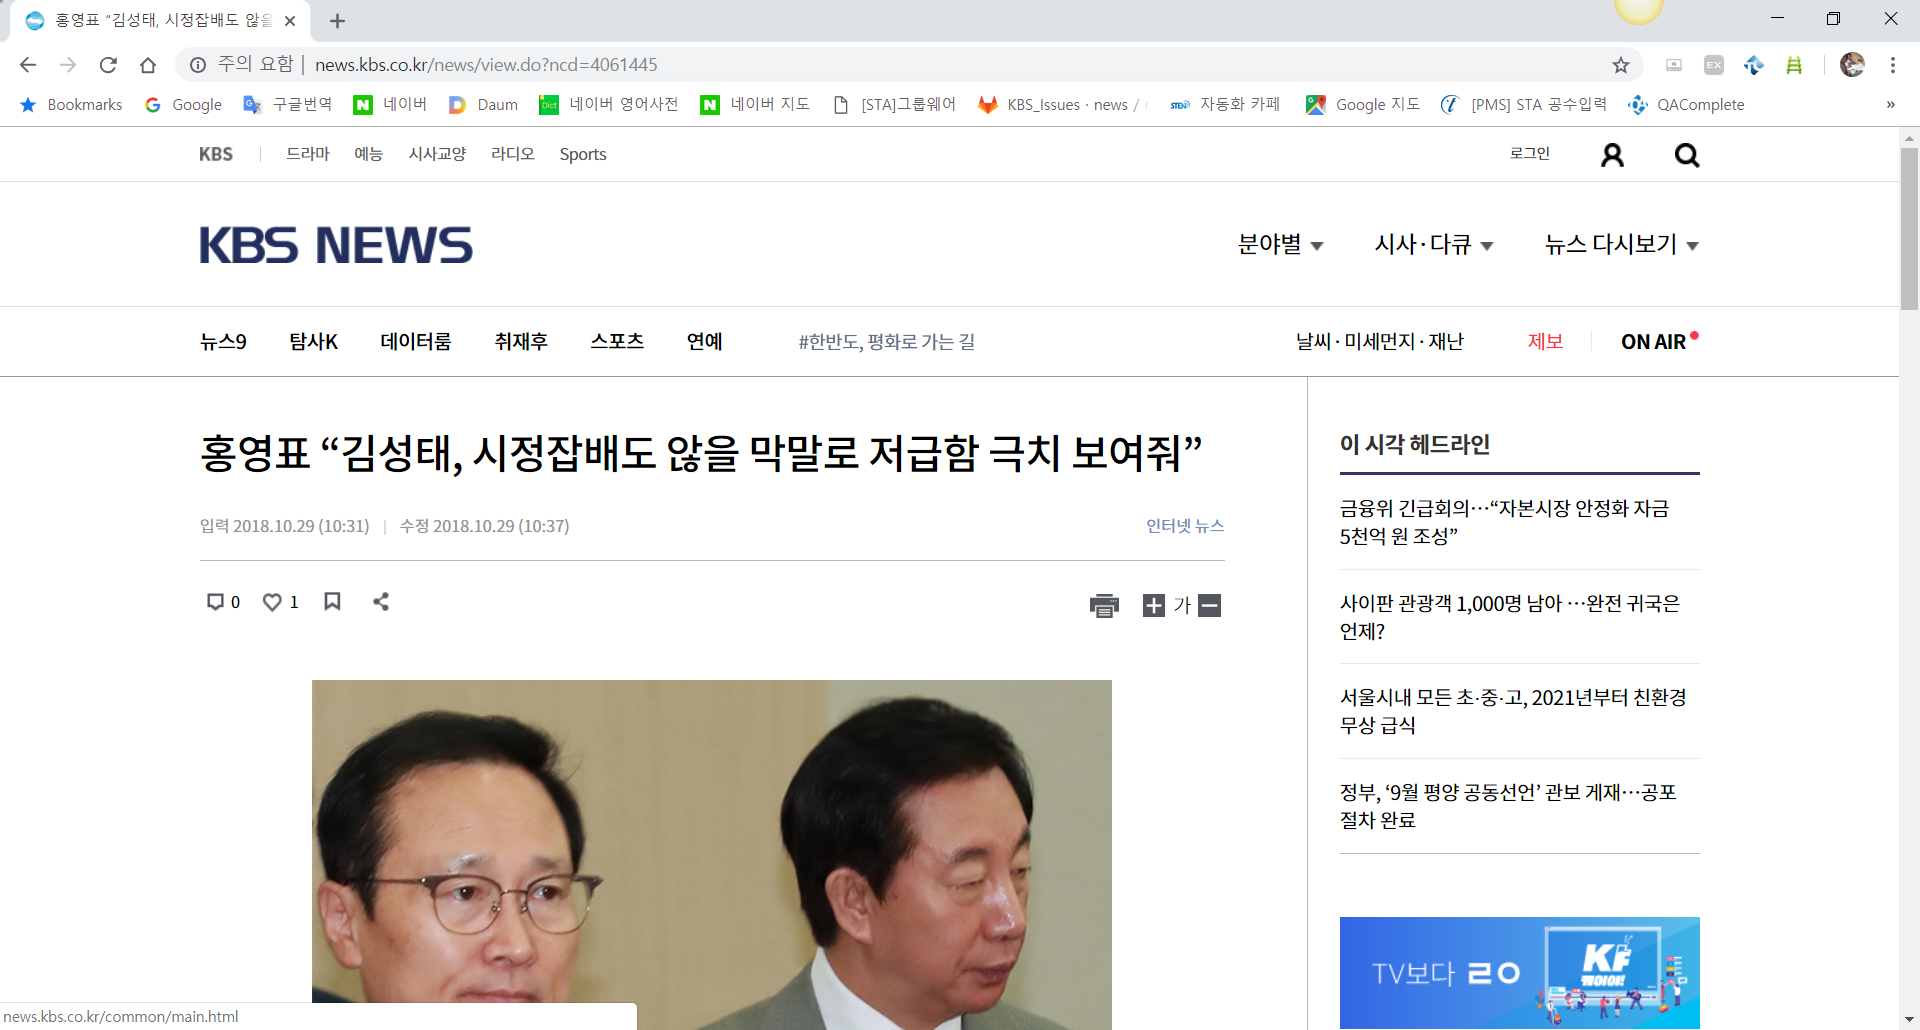 홍영표 “김성태, 시정잡배도 않을
주의 요함 | news.kbs.co.kr/news/view.do?ncd=4061445
Bookmarks Google 구글번역 네이버 Daum 네이버 영어사전 네이버 지도 [STA]그룹웨어 KBS_Issues · news / 자동화 카페 Google 지도 [PMS] STA 공수입력 QAComplete »
KBS 드라마 예능 시사교양 라디오 Sports 로그인
KBS NEWS 분야별 시사·다큐 뉴스 다시보기
뉴스9 탐사K 데이터룸 취재후 스포츠 연예 #한반도, 평화로 가는 길 날씨·미세먼지·재난 제보 ON AIR
홍영표 “김성태, 시정잡배도 않을 막말로 저급함 극치 보여줘”
입력 2018.10.29 (10:31) | 수정 2018.10.29 (10:37) 인터넷 뉴스
0 1 가
이 시각 헤드라인
금융위 긴급회의…“자본시장 안정화 자금
5천억 원 조성”
사이판 관광객 1,000명 남아 …완전 귀국은
언제?
서울시내 모든 초·중·고, 2021년부터 친환경
무상 급식
정부, ‘9월 평양 공동선언’ 관보 게재…공포
절차 완료
TV보다 
news.kbs.co.kr/common/main.html